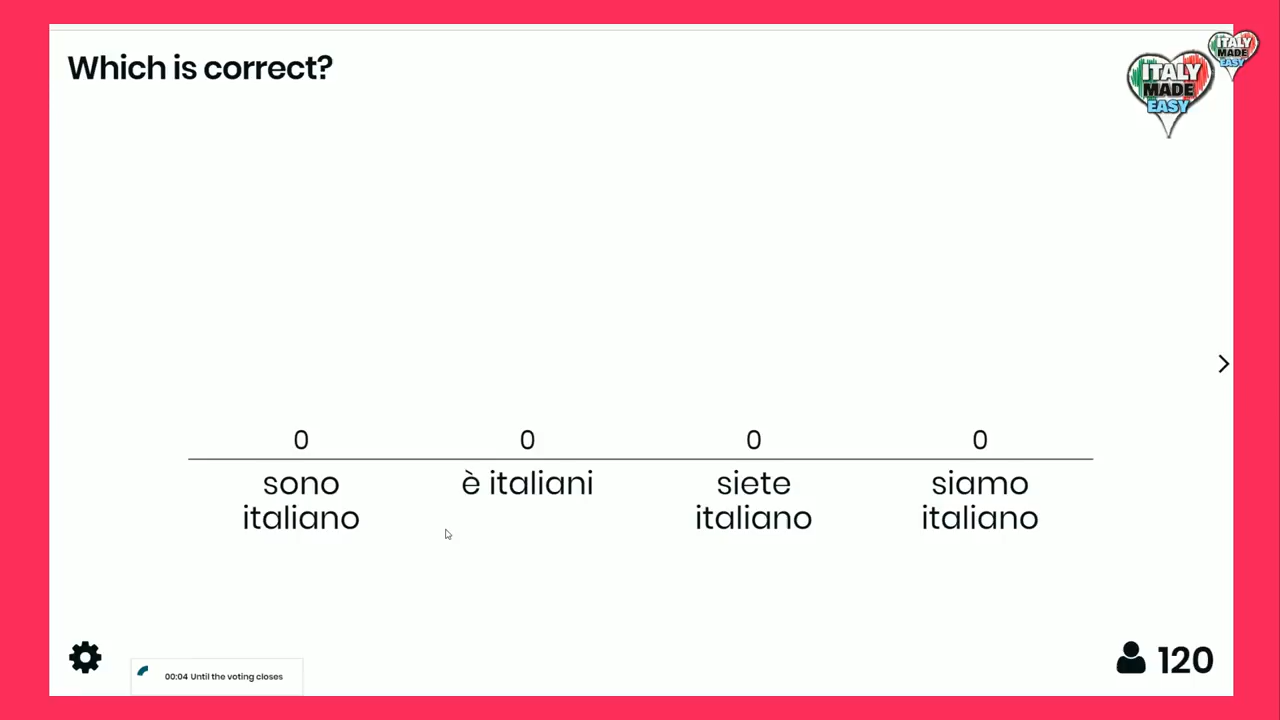 Which is correct?
ITALY
MADE
EASY
ITALY
MADE
EASY
0 0 0 0
sono è italiani siete siamo
italiano italiano italiano
00:04 Until the voting closes
120